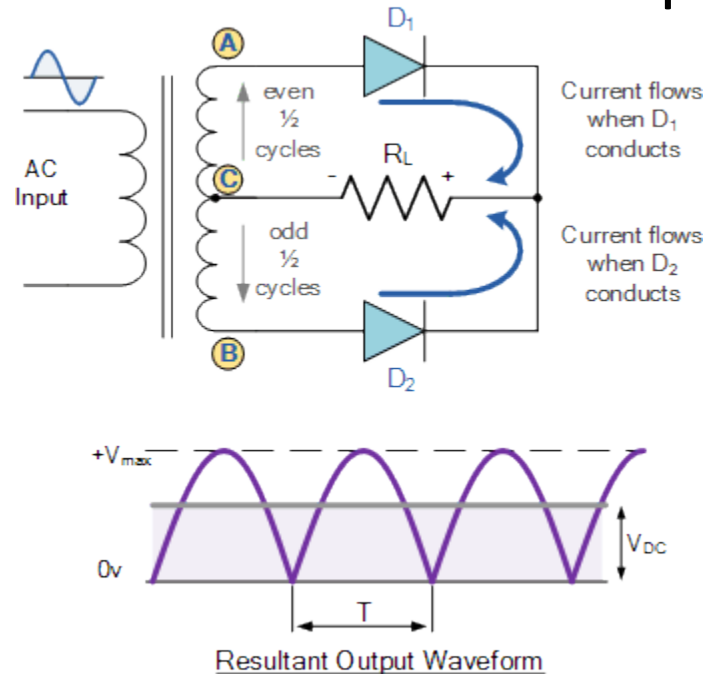 A
D1
even
½
cycles
Current flows
when D1
conducts
AC
Input
C
- RL +
odd
½
cycles
Current flows
when D2
conducts
B
D2
+Vmax
VDC
0v
T
Resultant Output Waveform